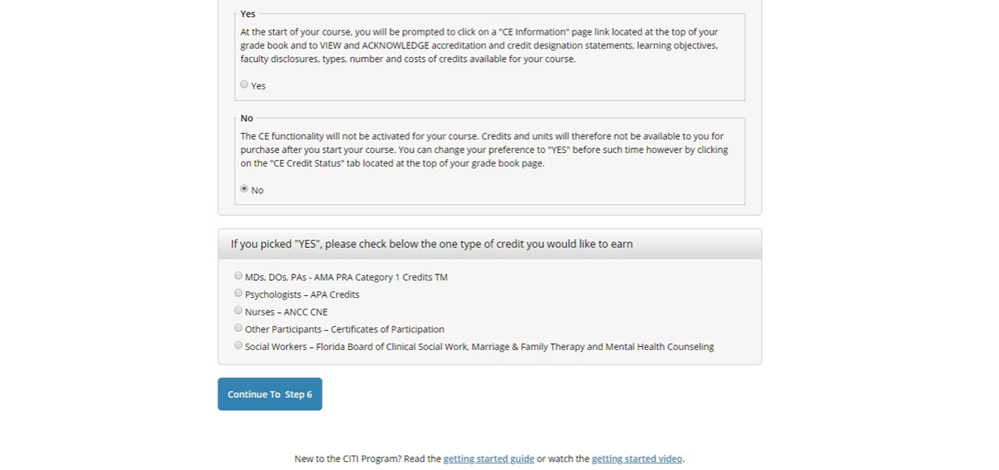 Yes
At the start of your course, you will be prompted to click on a "CE Information" page link located at the top of your
grade book and to VIEW and ACKNOWLEDGE accreditation and credit designation statements, learning objectives,
faculty disclosures, types, number and costs of credits available for your course.
Yes
No
The CE functionality will not be activated for your course. Credits and units will therefore not be available to you for
purchase after you start your course. You can change your preference to "YES" before such time however by clicking
on the "CE Credit Status" tab located at the top of your grade book page.
No
If you picked "YES", please check below the one type of credit you would like to earn
MDs, DOs, PAs - AMA PRA Category 1 Credits TM
Psychologists – APA Credits
Nurses – ANCC CNE
Other Participants – Certificates of Participation
Social Workers – Florida Board of Clinical Social Work, Marriage & Family Therapy and Mental Health Counseling
Continue To Step 6
New to the CITI Program? Read the getting started guide or watch the getting started video.